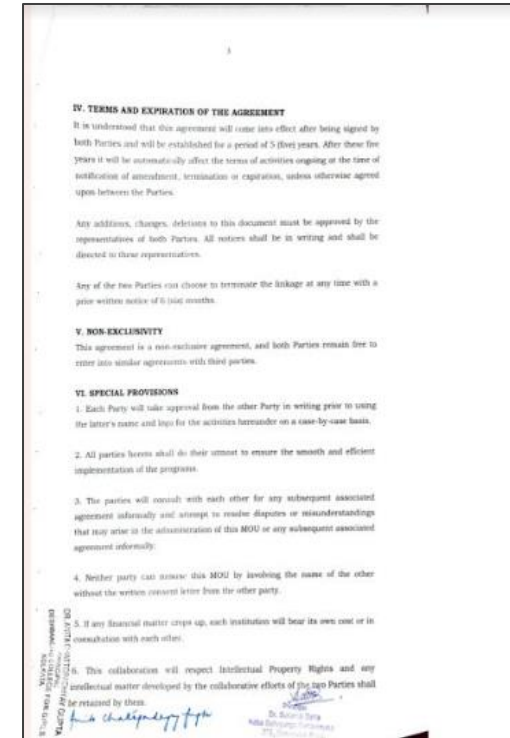 3
IV. TERMS AND EXPIRATION OF THE AGREEMENT
It is understood that this agreement will come into effect after being signed by
both Parties and will be established for a period of 5 (five) years. After these five
years it will be automatically affect the terms of activities ongoing at the time of
notification of amendment, termination or expiration, unless otherwise agreed
upon between the Parties.
Any additions, changes, deletions to this document must be approved by the
representatives of both Parties. All notices shall be in writing and shall be
directed to these representatives.
Any of the two Parties can choose to terminate the linkage at any time with a
prior written notice of 6 (six) months.
V. NON-EXCLUSIVITY
This agreement is a non-exclusive agreement, and both Parties remain free to
enter into similar agreements with third parties.
VI. SPECIAL PROVISIONS
1. Each Party will take approval from the other Party in writing prior to using
the latter's name and logo for the activities hereunder on a case-by-case basis.
2. All parties hereto shall do their utmost to ensure the smooth and efficient
implementation of the programs.
3. The parties will consult with each other for any subsequent associated
agreement informally and attempt to resolve disputes or misunderstandings
that may arise in the administration of this MOU or any subsequent associated
agreement informally.
4. Neither party can this MOU by involving the name of the other
without the written consent letter from the other party.
5. If any financial matter crops up, each institution will bear its own cost or in
consultation with each other.
6. This collaboration will respect Intellectual Property Rights and any
intellectual matter developed by the collaborative efforts of the two Parties shall
be retained by them.
CHATTOPADHYAY GUPTA
COLLEGE FOR GIRLS
KOLKATA
Chattopadhyay Gupta
Principal
Dr.